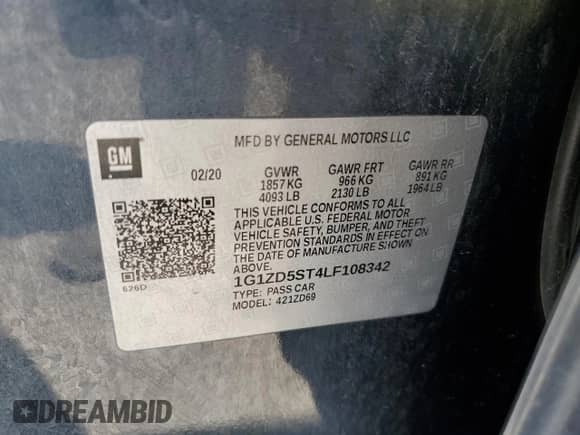 GM
MFD BY GENERAL MOTORS LLC
02/20
GVWR GAWR FRT GAWR RR
1857 KG 966 KG 891 KG
4093 LB 2130 LB 1964 LB
THIS VEHICLE CONFORMS TO ALL
APPLICABLE U.S. FEDERAL MOTOR
VEHICLE SAFETY, BUMPER, AND THEFT
PREVENTION STANDARDS IN EFFECT ON
THE DATE OF MANUFACTURE SHOWN
ABOVE.
626D
1G1ZD5ST4LF108342
TYPE: PASS CAR
MODEL: 421ZD69
DREAMBID